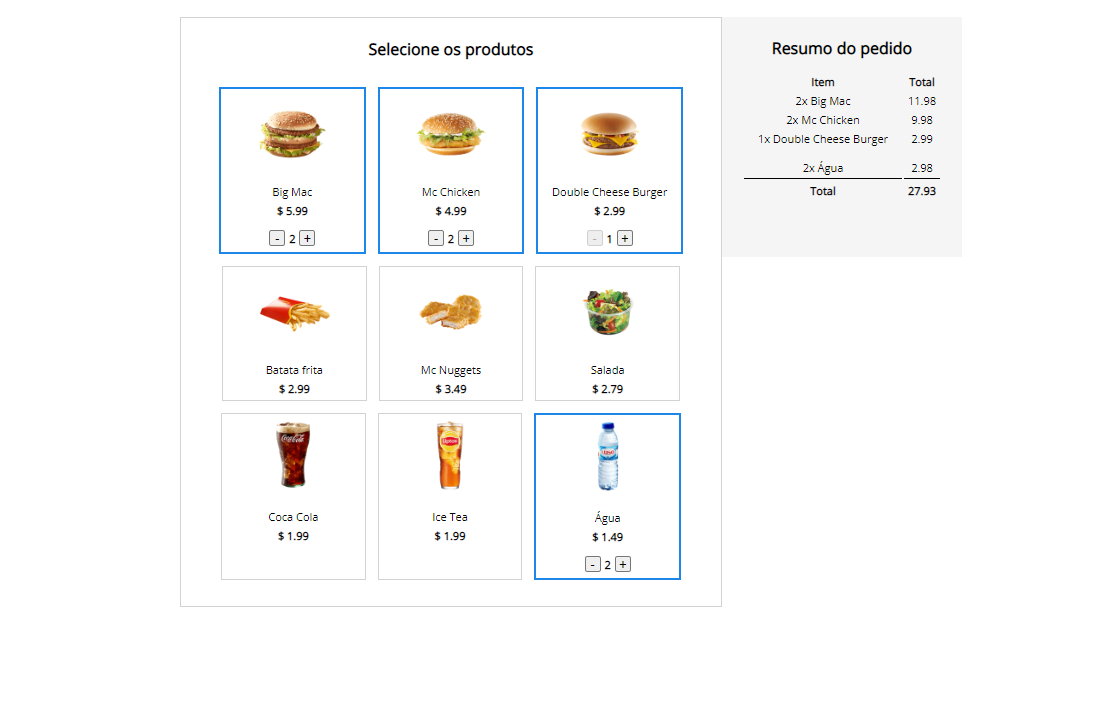 Selecione os produtos
Big Mac
$ 5.99
- 2 +
Mc Chicken
$ 4.99
- 2 +
Double Cheese Burger
$ 2.99
- 1 +
Batata frita
$ 2.99
Mc Nuggets
$ 3.49
Salada
$ 2.79
Coca-Cola
Coca Cola
$ 1.99
Lipton
Ice Tea
$ 1.99
Água
$ 1.49
- 2 +
Resumo do pedido
Item Total
2x Big Mac 11.98
2x Mc Chicken 9.98
1x Double Cheese Burger 2.99
2x Água 2.98
Total 27.93